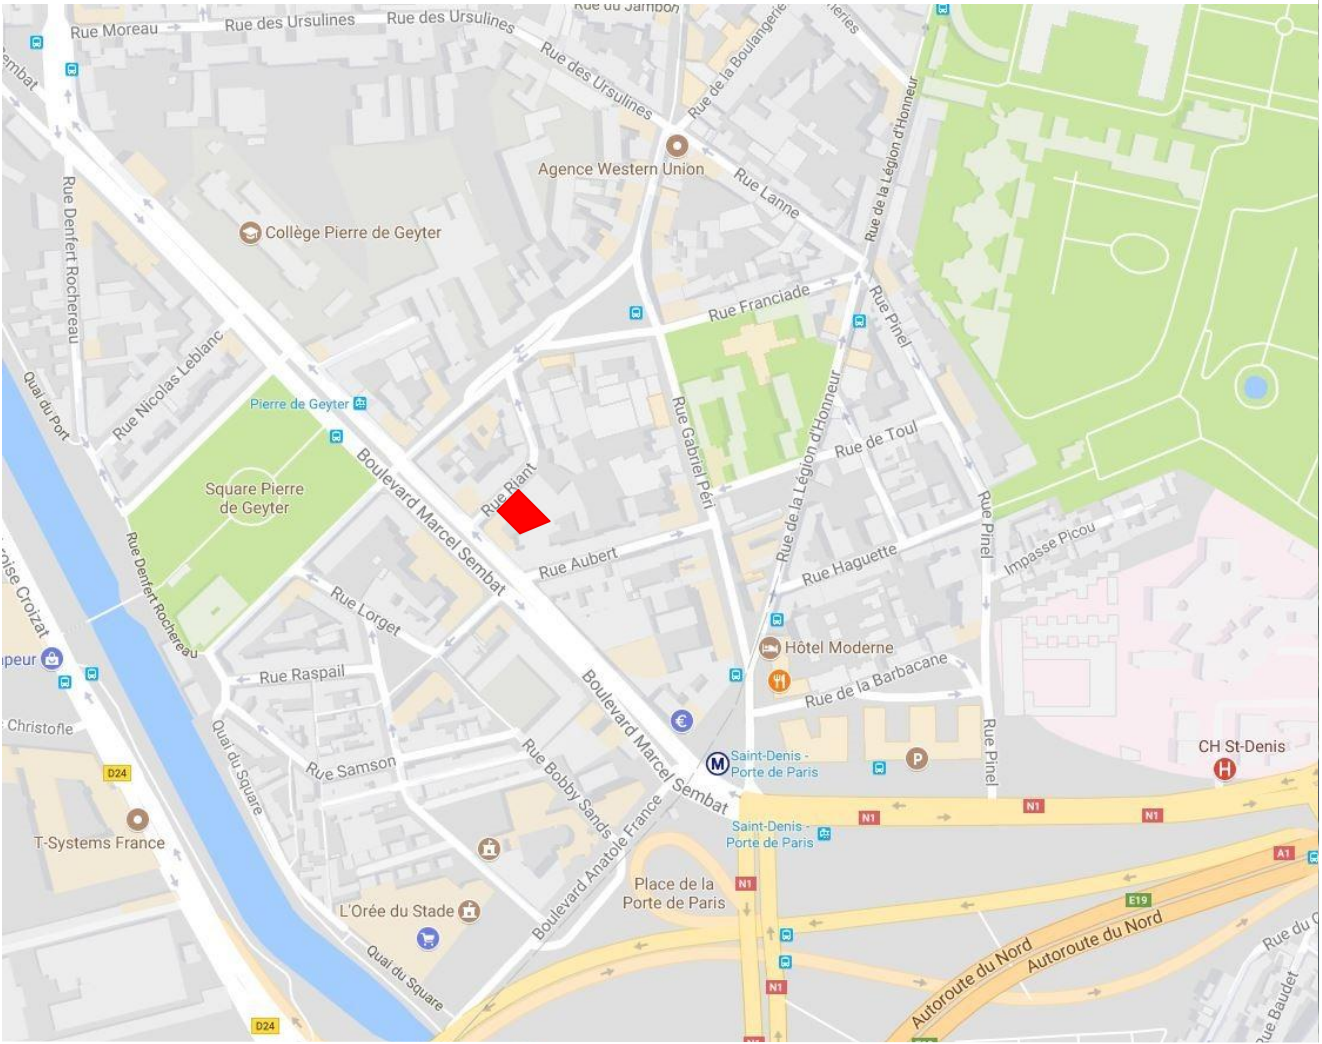 Rue du Jambon
Rue Moreau
Rue des Ursulines
Rue des Ursulines
Rue des Ursulines
Rue de la Boulangerie
eries
embat
Rue de la Légion d'Honneur
Agence Western Union
Rue Lanne
Rue Denfert Rochereau
Collège Pierre de Geyter
Rue Franciade
Rue Pinel
Rue Nicolas Leblanc
Quai du Port
Pierre de Geyter
Rue Gabriel Péri
Rue de la Légion d'Honneur
Rue de Toul
Boulevard Marcel Sembat
Rue Riant
Square Pierre
de Geyter
Rue Pinel
Impasse Picou
Rue Aubert
Rue Haguette
Rue Denfert Rochereau
roise Croizat
Rue Lorget
peur
Hôtel Moderne
Rue Raspail
Rue de la Barbacane
Boulevard Marcel Sembat
€
Christofle
Quai du Square
Rue Samson
Rue Bobby Sands
M
Saint-Denis -
Porte de Paris
P
Rue Pinel
CH St-Denis
H
D24
T-Systems France
N1
N1
N1
Saint-Denis -
Porte de Paris
Boulevard Anatole France
A1
Place de la
Porte de Paris
N1
E19
L'Orée du Stade
Quai du Square
Autoroute du Nord
Autoroute du Nord
Rue du C
Rue Baudet
N1
D24